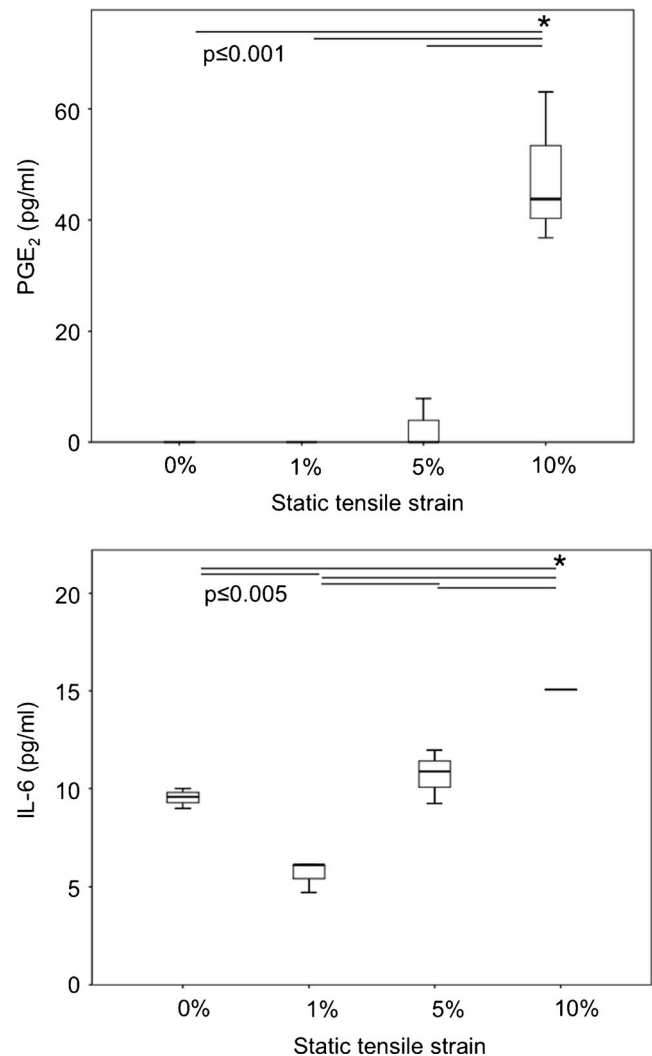 *
p≤0.001
60
40
20
0
PGE₂ (pg/ml)
0% 1% 5% 10%
Static tensile strain
*
p≤0.005
20
15
10
5
0
IL-6 (pg/ml)
0% 1% 5% 10%
Static tensile strain